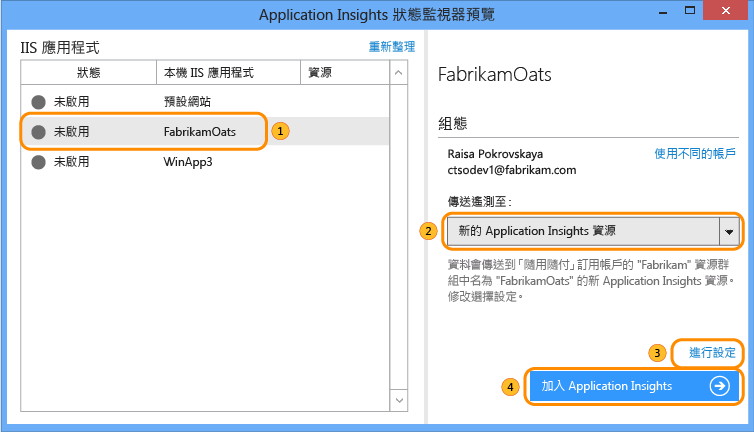 Application Insights 狀態監視器預覽
IIS 應用程式
重新整理
狀態
本機 IIS 應用程式
資源
未啟用
預設網站
未啟用
FabrikamOats
1
未啟用
WinApp3
FabrikamOats
組態
Raisa Pokrovskaya
使用不同的帳戶
ctsodev1@fabrikam.com
傳送遙測至:
2
新的 Application Insights 資源
資料會傳送到「隨用隨付」訂用帳戶的 "Fabrikam" 資源群
組中名為 "FabrikamOats" 的新 Application Insights 資源。
修改選擇設定。
3
進行設定
4
加入 Application Insights